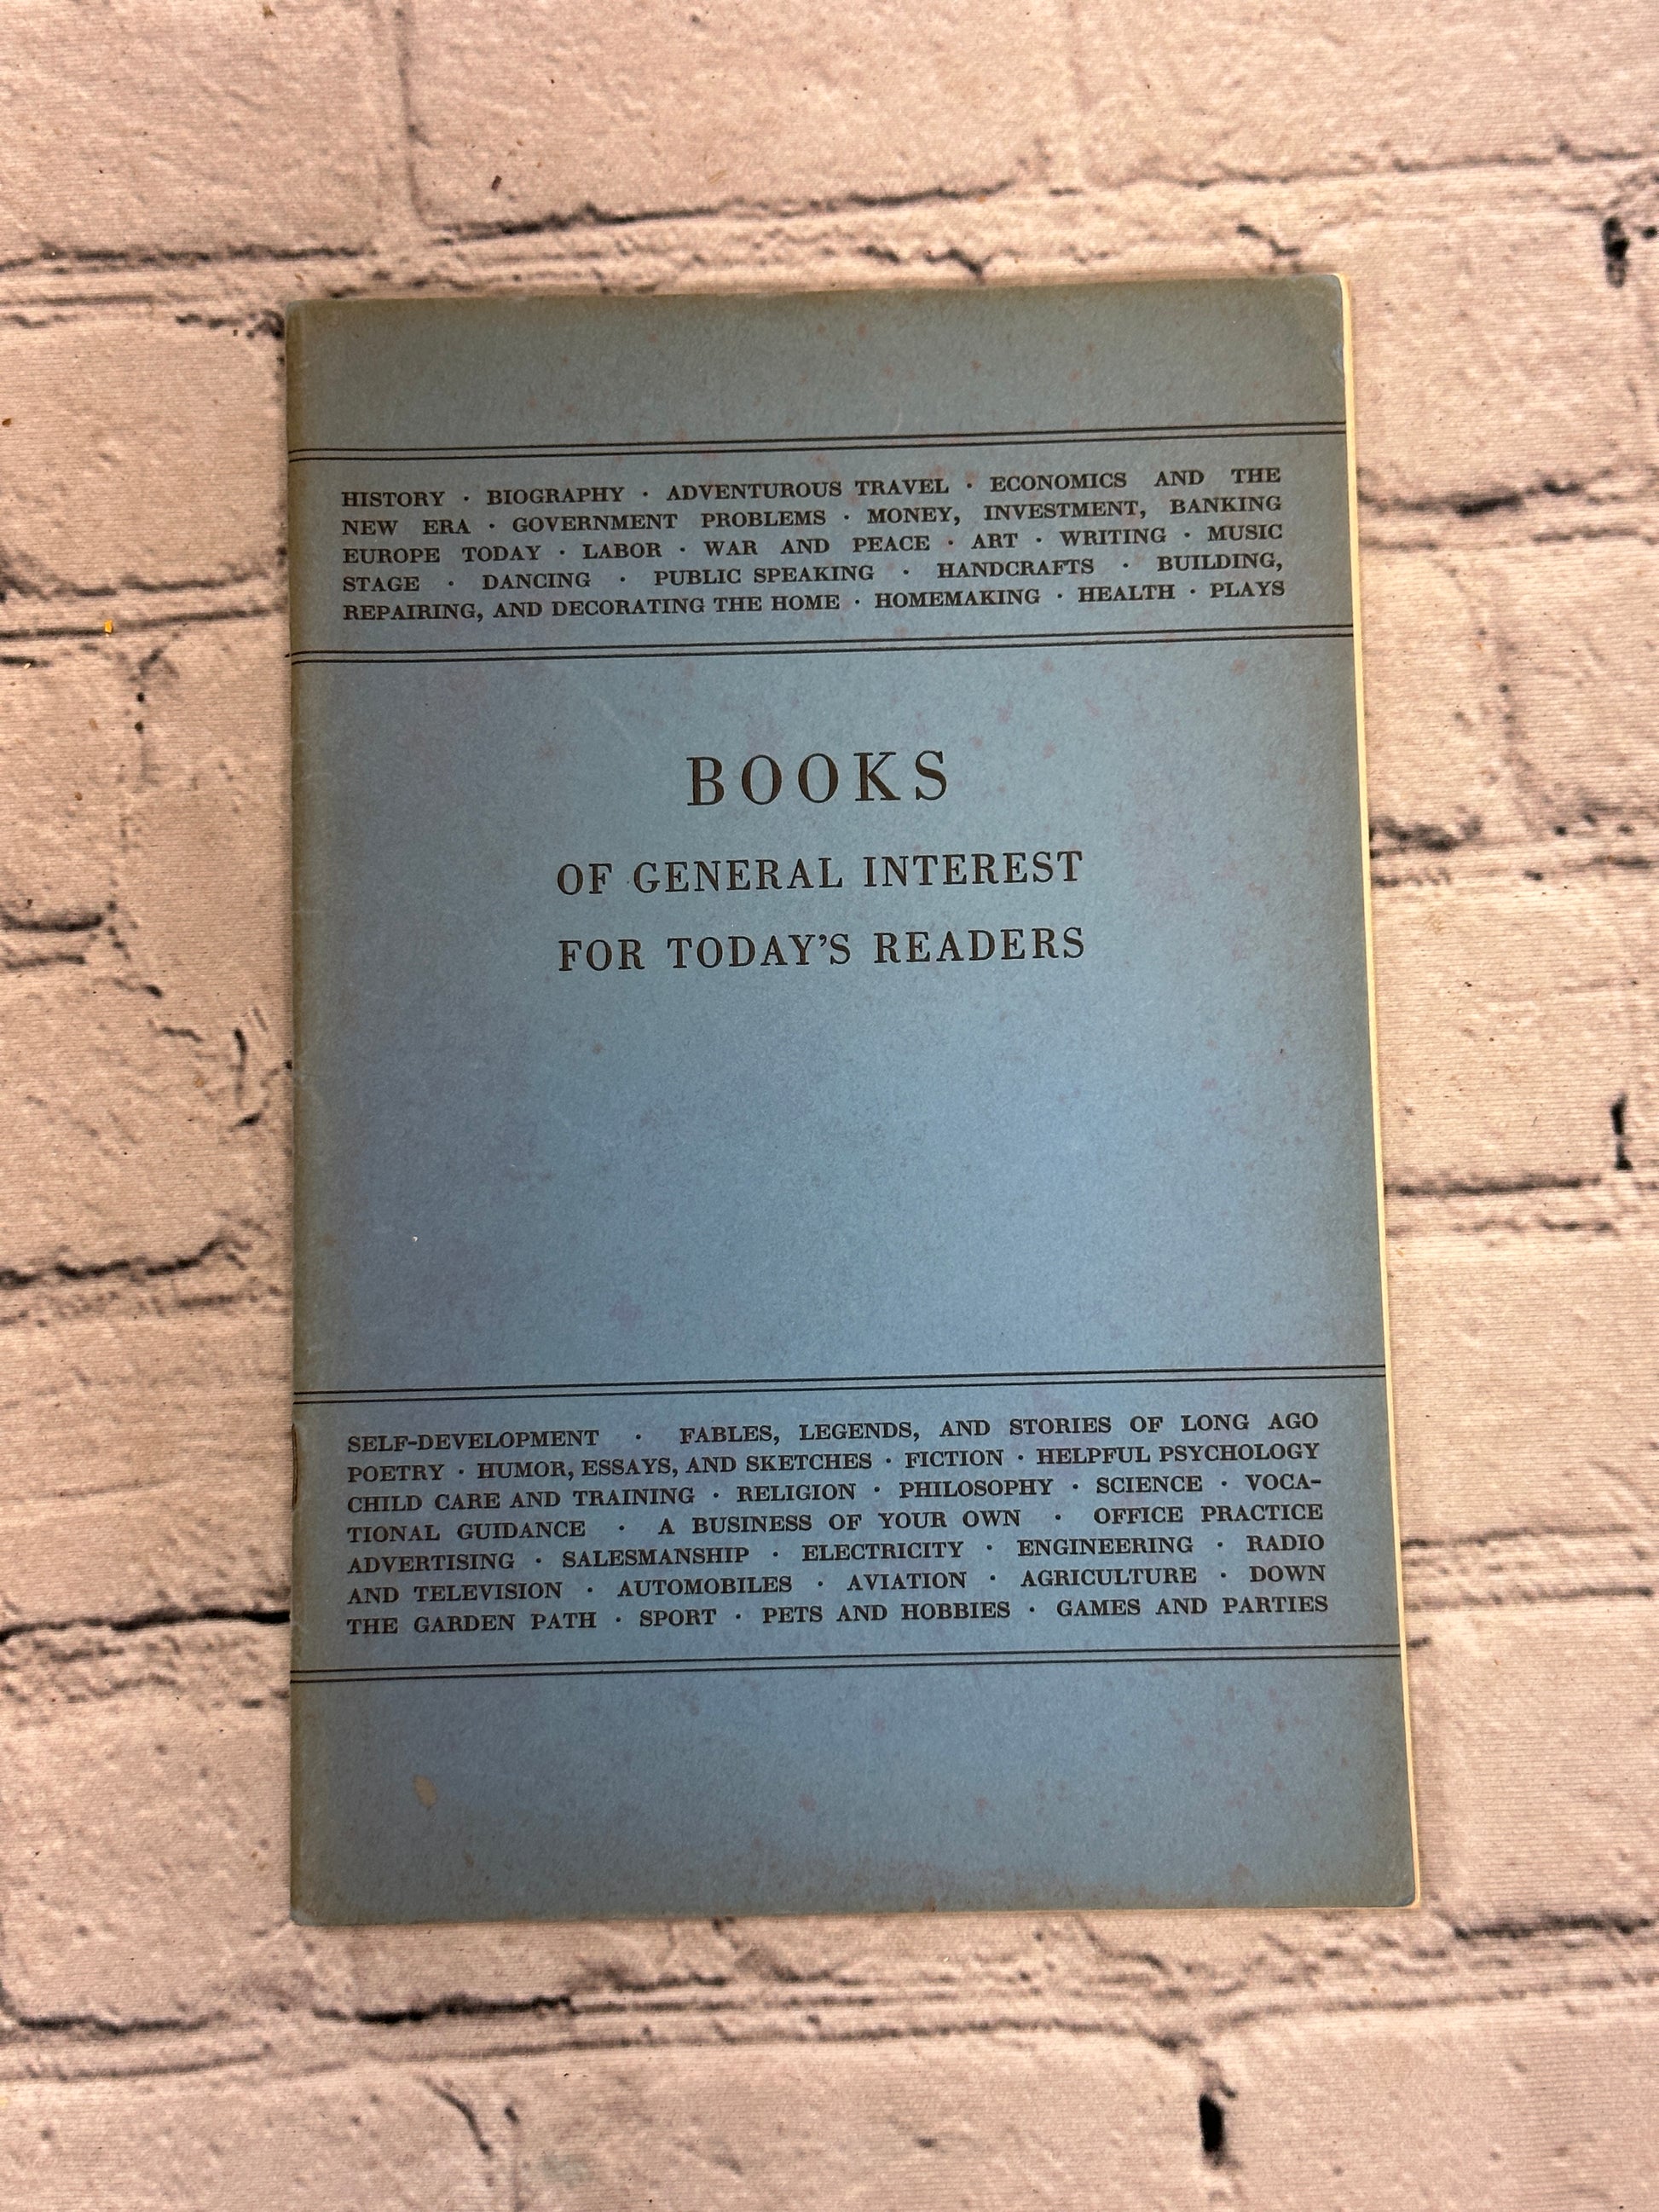 HISTORY · BIOGRAPHY · ADVENTUROUS TRAVEL · ECONOMICS AND THE
NEW ERA · GOVERNMENT PROBLEMS · MONEY, INVESTMENT, BANKING
EUROPE TODAY · LABOR · WAR AND PEACE · ART · WRITING · MUSIC
STAGE · DANCING · PUBLIC SPEAKING · HANDCRAFTS · BUILDING,
REPAIRING, AND DECORATING THE HOME · HOMEMAKING · HEALTH · PLAYS
BOOKS
OF GENERAL INTEREST
FOR TODAY'S READERS
SELF-DEVELOPMENT · FABLES, LEGENDS, AND STORIES OF LONG AGO
POETRY · HUMOR, ESSAYS, AND SKETCHES · FICTION · HELPFUL PSYCHOLOGY
CHILD CARE AND TRAINING · RELIGION · PHILOSOPHY · SCIENCE · VOCA-
TIONAL GUIDANCE · A BUSINESS OF YOUR OWN · OFFICE PRACTICE
ADVERTISING · SALESMANSHIP · ELECTRICITY · ENGINEERING · RADIO
AND TELEVISION · AUTOMOBILES · AVIATION · AGRICULTURE · DOWN
THE GARDEN PATH · SPORT · PETS AND HOBBIES · GAMES AND PARTIES